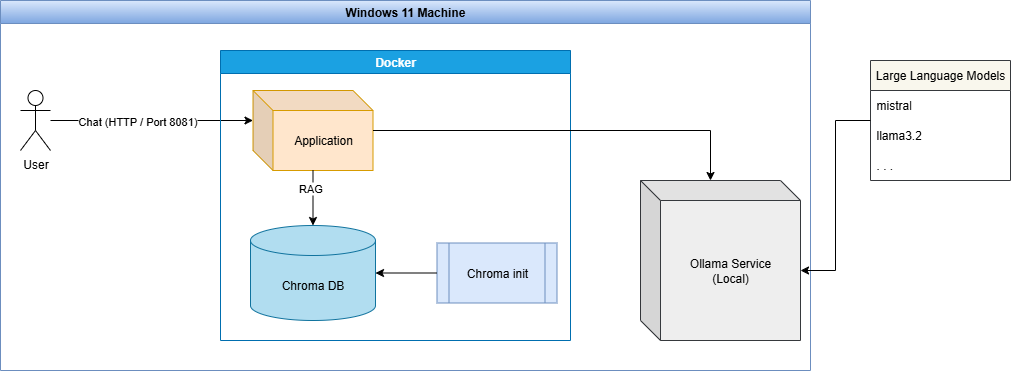 Windows 11 Machine
Docker
Large Language Models
mistral
llama3.2
. . .
Chat (HTTP / Port 8081)
Application
User
RAG
Chroma DB
Chroma init
Ollama Service
(Local)